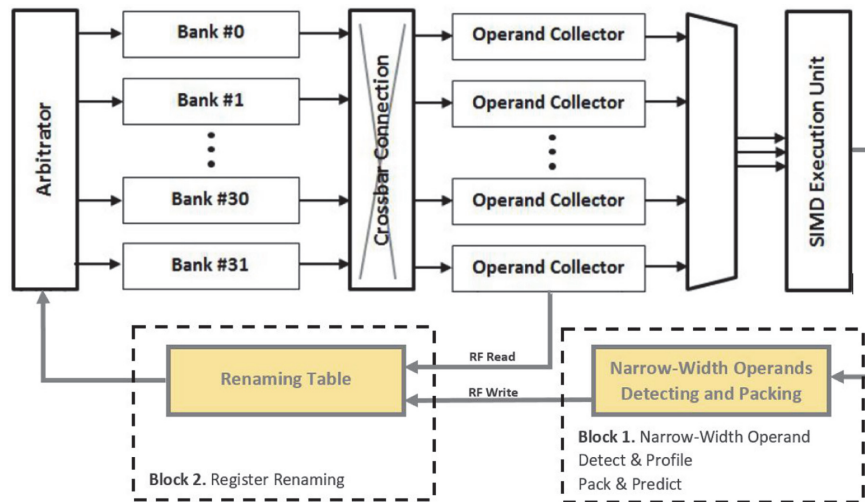 Arbitrator
Bank #0
Bank #1
Bank #30
Bank #31
Crossbar Connection
Operand Collector
Operand Collector
Operand Collector
Operand Collector
SIMD Execution Unit
RF Read
RF Write
Renaming Table
Block 2. Register Renaming
Narrow-Width Operands
Detecting and Packing
Block 1. Narrow-Width Operand
Detect & Profile
Pack & Predict